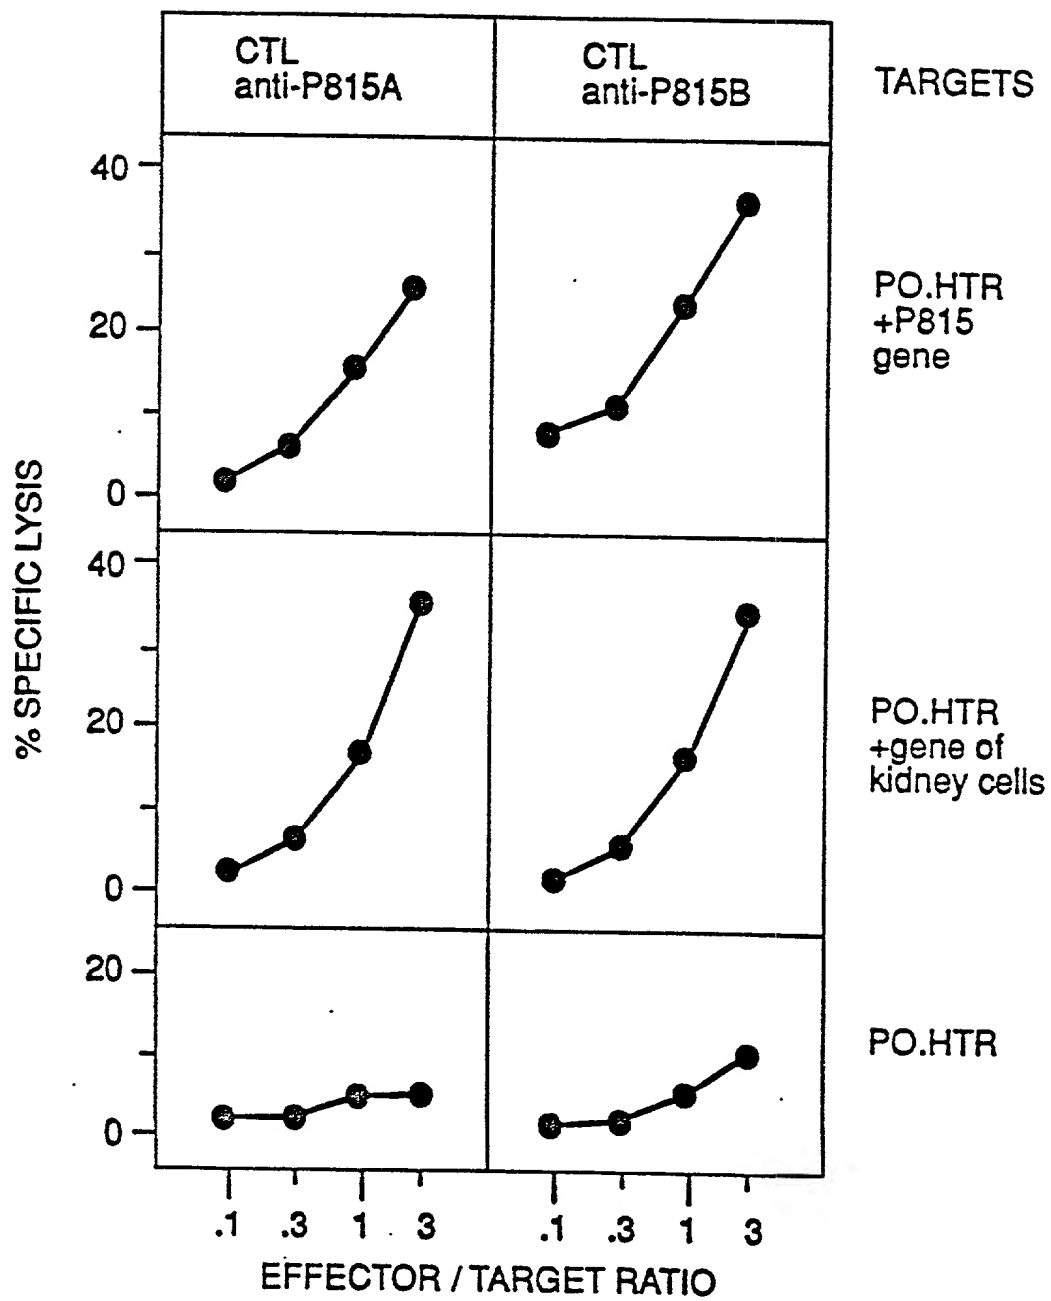 CTL
anti-P815A
CTL
anti-P815B
TARGETS
% SPECIFIC LYSIS
40
20
0
PO.HTR
+P815
gene
40
20
0
PO.HTR
+gene of
kidney cells
20
0
PO.HTR
.1 .3 1 3 .1 .3 1 3
EFFECTOR / TARGET RATIO